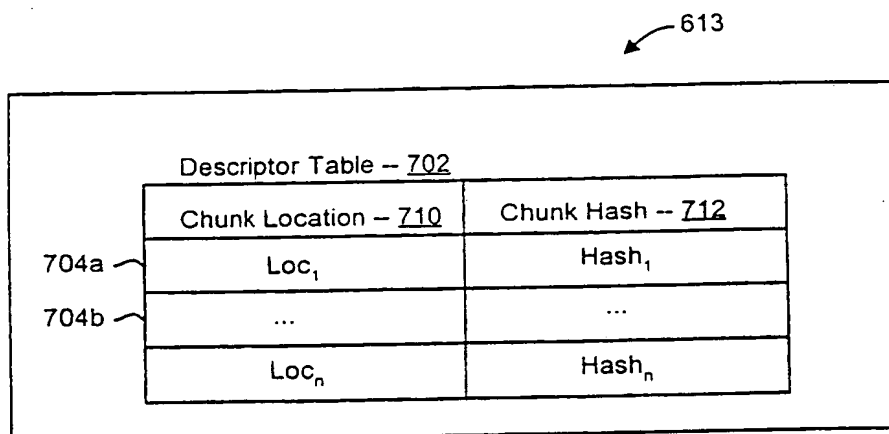 613
Descriptor Table -- 702
Chunk Location -- 710 Chunk Hash -- 712
704a Loc₁ Hash₁
704b ... ...
Locₙ Hashₙ